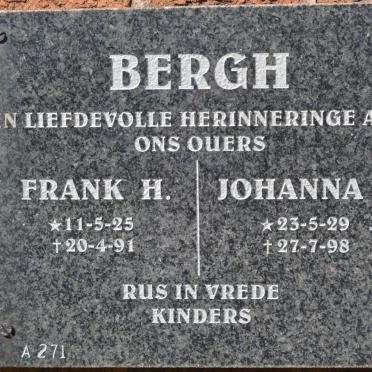 BERGH
N LIEFDEVOLLE HERINNERINGE A
ONS OUERS
FRANK H. JOHANNA
★11-5-25 ★23-5-29
†20-4-91 †27-7-98
RUS IN VREDE
KINDERS
A 271